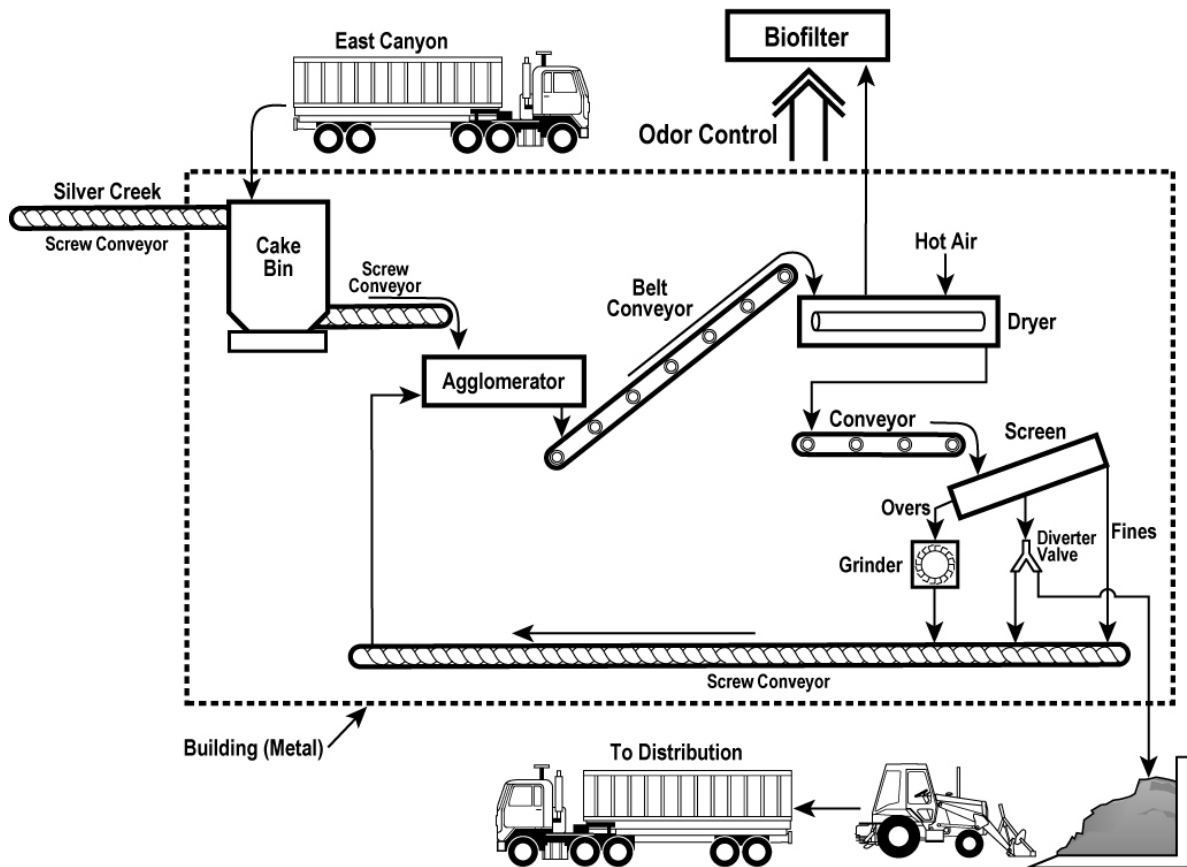 East Canyon
Biofilter
Odor Control
Silver Creek
Screw Conveyor
Cake
Bin
Screw
Conveyor
Belt
Conveyor
Hot Air
Dryer
Agglomerator
Conveyor
Screen
Overs
Diverter
Valve
Fines
Grinder
Screw Conveyor
Building (Metal)
To Distribution